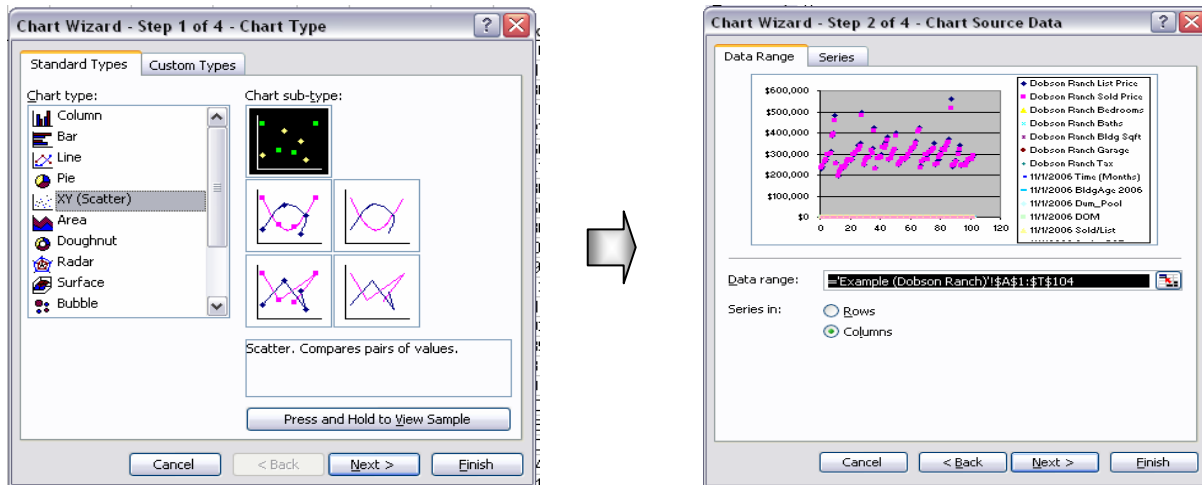 Chart Wizard - Step 1 of 4 - Chart Type
Standard Types
Custom Types
Chart type:
Column
Bar
Line
Pie
XY (Scatter)
Area
Doughnut
Radar
Surface
Bubble
Chart sub-type:
Scatter. Compares pairs of values.
Press and Hold to View Sample
Cancel
< Back
Next >
Finish
Chart Wizard - Step 2 of 4 - Chart Source Data
Data Range
Series
$600,000
$500,000
$400,000
$300,000
$200,000
$100,000
$0
0 20 40 60 80 100 120
Dobson Ranch List Price
Dobson Ranch Sold Price
Dobson Ranch Bedrooms
Dobson Ranch Baths
Dobson Ranch Bldg Sqft
Dobson Ranch Garage
Dobson Ranch Tax
11/1/2006 Time (Months)
11/1/2006 BldgAge 2006
11/1/2006 Dum_Pool
11/1/2006 DOM
11/1/2006 Sold/List
Data range:
='Example (Dobson Ranch)'!$A$1:$T$104
Series in:
Rows
Columns
Cancel
< Back
Next >
Finish